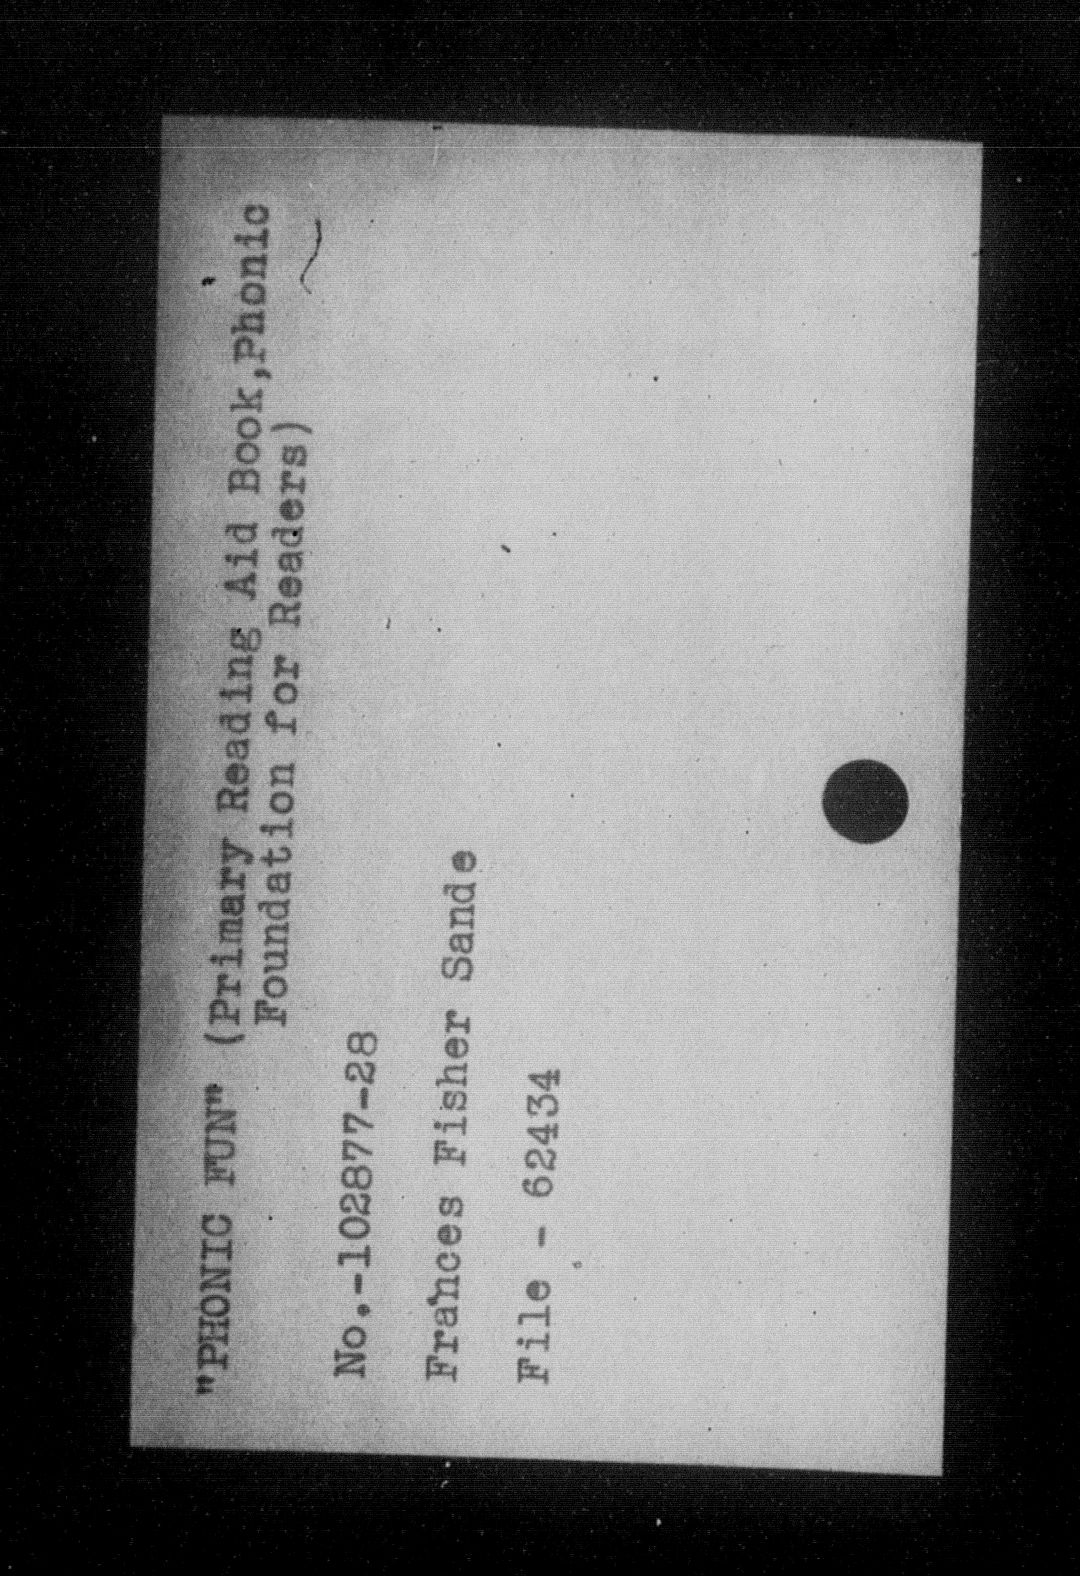 "PHONIC FUN" (Primary Reading Aid Book,Phonic
Foundation for Readers)
No.-102877-28
Frances Fisher Sande
File - 62434